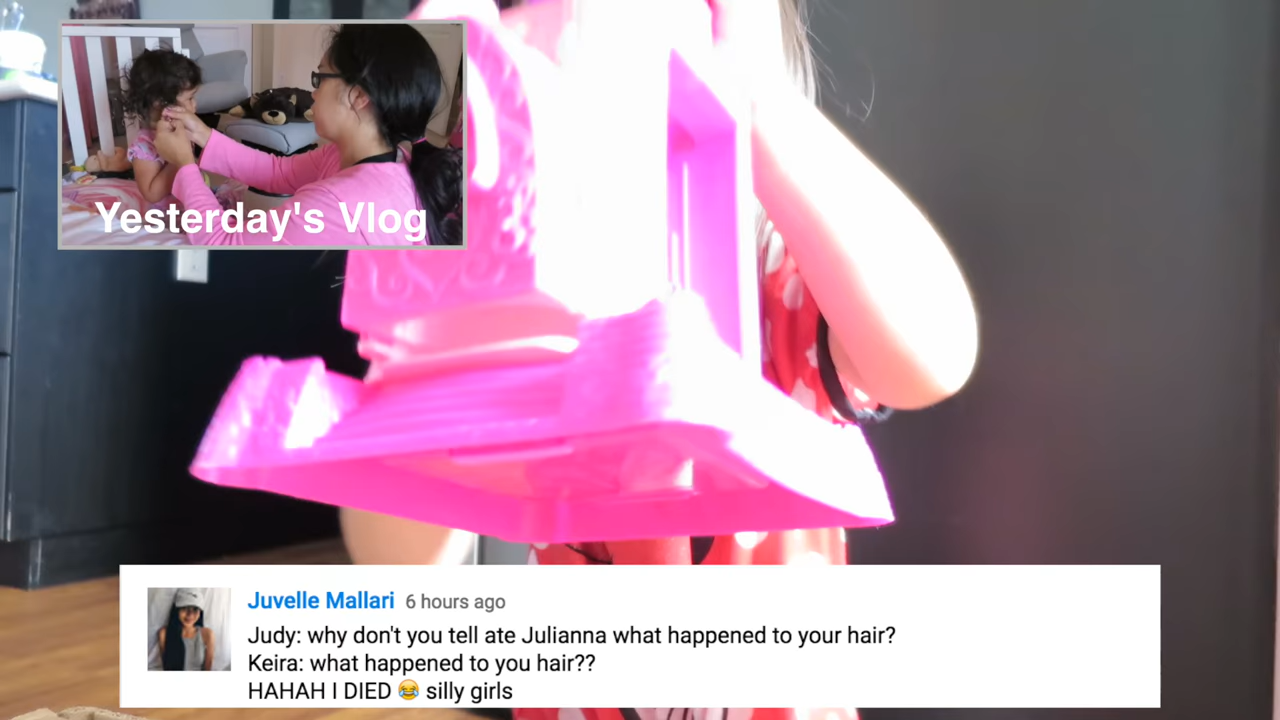 Yesterday's Vlog
Juvelle Mallari 6 hours ago
Judy: why don't you tell ate Julianna what happened to your hair?
Keira: what happened to you hair??
HAHAH I DIED 😂 silly girls